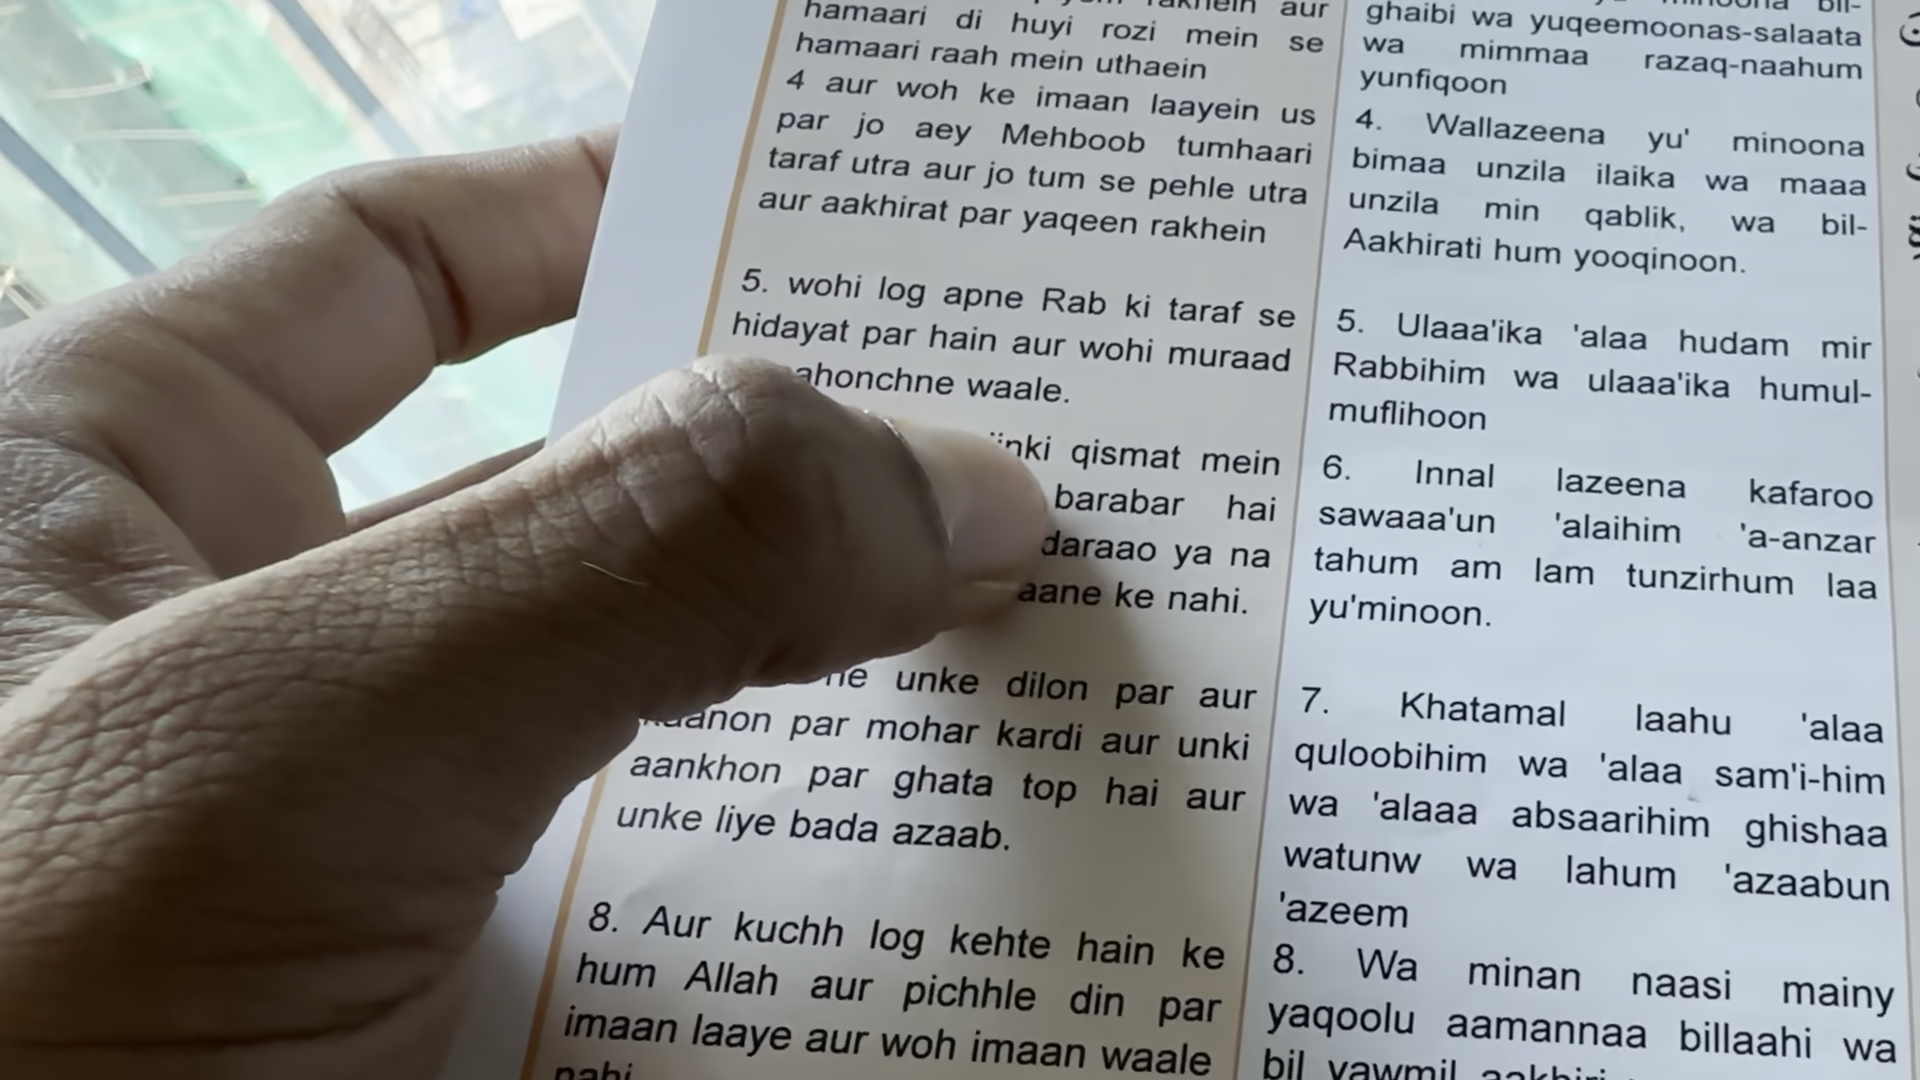 aur
hamaari di huyi rozi mein se
hamaari raah mein uthaein
4 aur woh ke imaan laayein us
par jo aey Mehboob tumhaari
taraf utra aur jo tum se pehle utra
aur aakhirat par yaqeen rakhein
5. wohi log apne Rab ki taraf se
hidayat par hain aur wohi muraad
waale.
qismat mein
barabar hai
daraao ya na
ke nahi.
unke dilon par aur
par mohar kardi aur unki
aankhon par ghata top hai aur
unke liye bada azaab.
8. Aur kuchh log kehte hain ke
hum Allah aur pichhle din par
imaan laaye aur woh imaan waale
nahi
ghaibi wa yuqeemoonas-salaata
wa mimmaa razaq-naahum
yunfiqoon
4. Wallazeena yu' minoona
bimaa unzila ilaika wa maaa
unzila min qablik, wa bil-
Aakhirati hum yooqinoon.
5. Ulaaa'ika 'alaa hudam mir
Rabbihim wa ulaaa'ika humul-
muflihoon
6. Innal lazeena kafaroo
sawaaa'un 'alaihim 'a-anzar
tahum am lam tunzirhum laa
yu'minoon.
7. Khatamal laahu 'alaa
quloobihim wa 'alaa sam'i-him
wa 'alaaa absaarihim ghishaa
watunw wa lahum 'azaabun
'azeem
8. Wa minan naasi mainy
yaqoolu aamannaa billaahi wa
bil yawmil aakhiri